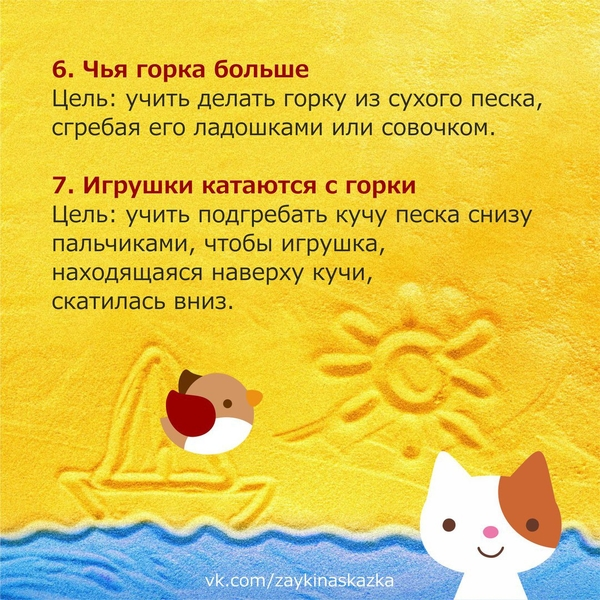 6. Чья горка больше
Цель: учить делать горку из сухого песка,
сгребая его ладошками или совочком.
7. Игрушки катаются с горки
Цель: учить подгребать кучу песка снизу
пальчиками, чтобы игрушка,
находящаяся наверху кучи,
скатилась вниз.
vk.com/zaykinaskazka